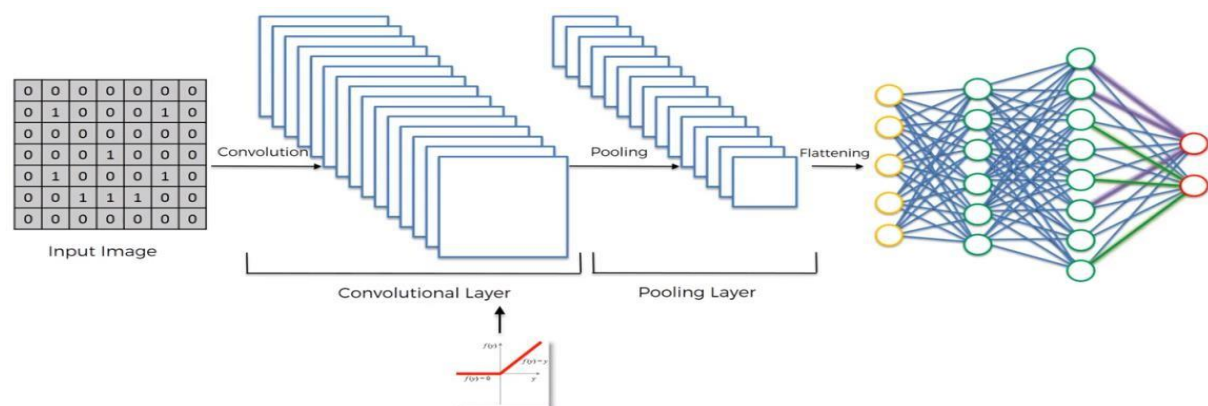 0 0 0 0 0 0 0
0 1 0 0 0 1 0
0 0 0 0 0 0 0
0 0 0 1 0 0 0
0 1 0 0 0 1 0
0 0 1 1 1 0 0
0 0 0 0 0 0 0
Input Image
Convolution
Pooling
Flattening
Convolutional Layer
Pooling Layer
f(y)
f(y)=y
f(y)=0
y